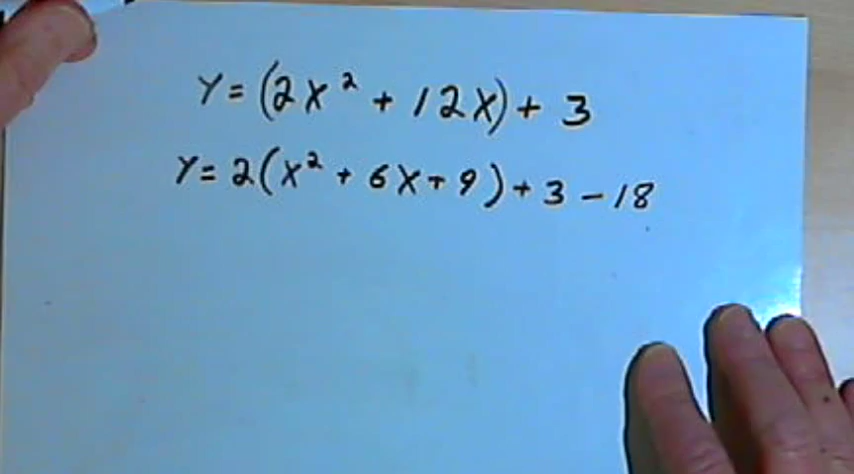 y = (2x² + 12x) + 3
y = 2(x² + 6x + 9) + 3 - 18